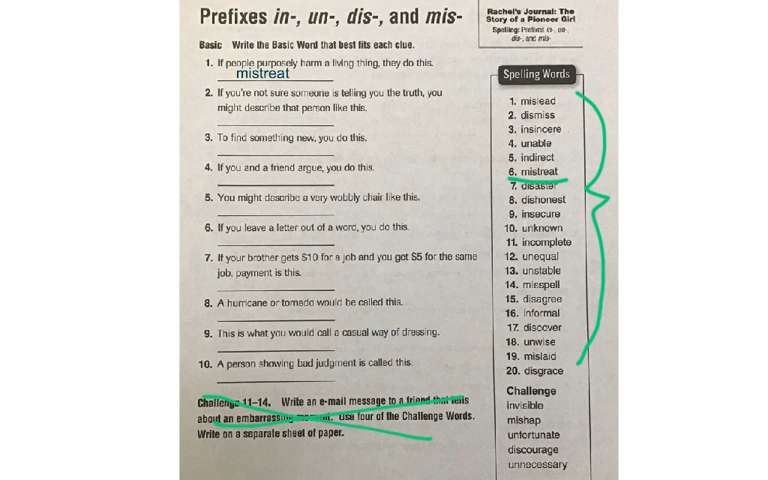 Prefixes in-, un-, dis-, and mis-
Basic Write the Basic Word that best fits each clue.
1. If people purposely harm a living thing, they do this.
mistreat
2. If you're not sure someone is telling you the truth, you
might describe that person like this.
3. To find something new, you do this.
4. If you and a friend argue, you do this.
5. You might describe a very wobbly chair like this.
6. If you leave a letter out of a word, you do this.
7. If your brother gets $10 for a job and you get $5 for the same
job, payment is this.
8. A hurricane or tornado would be called this.
9. This is what you would call a casual way of dressing.
10. A person showing bad judgment is called this.
Challenge 11–14. Write an e-mail message to a friend that tells
about an embarrassing moment. Use four of the Challenge Words.
Write on a separate sheet of paper.
Rachel's Journal: The
Story of a Pioneer Girl
Spelling: Prefixes in-, un-,
dis-, and mis-
Spelling Words
1. mislead
2. dismiss
3. insincere
4. unable
5. indirect
6. mistreat
7. disaster
8. dishonest
9. insecure
10. unknown
11. incomplete
12. unequal
13. unstable
14. misspell
15. disagree
16. informal
17. discover
18. unwise
19. mislaid
20. disgrace
Challenge
invisible
mishap
unfortunate
discourage
unnecessary